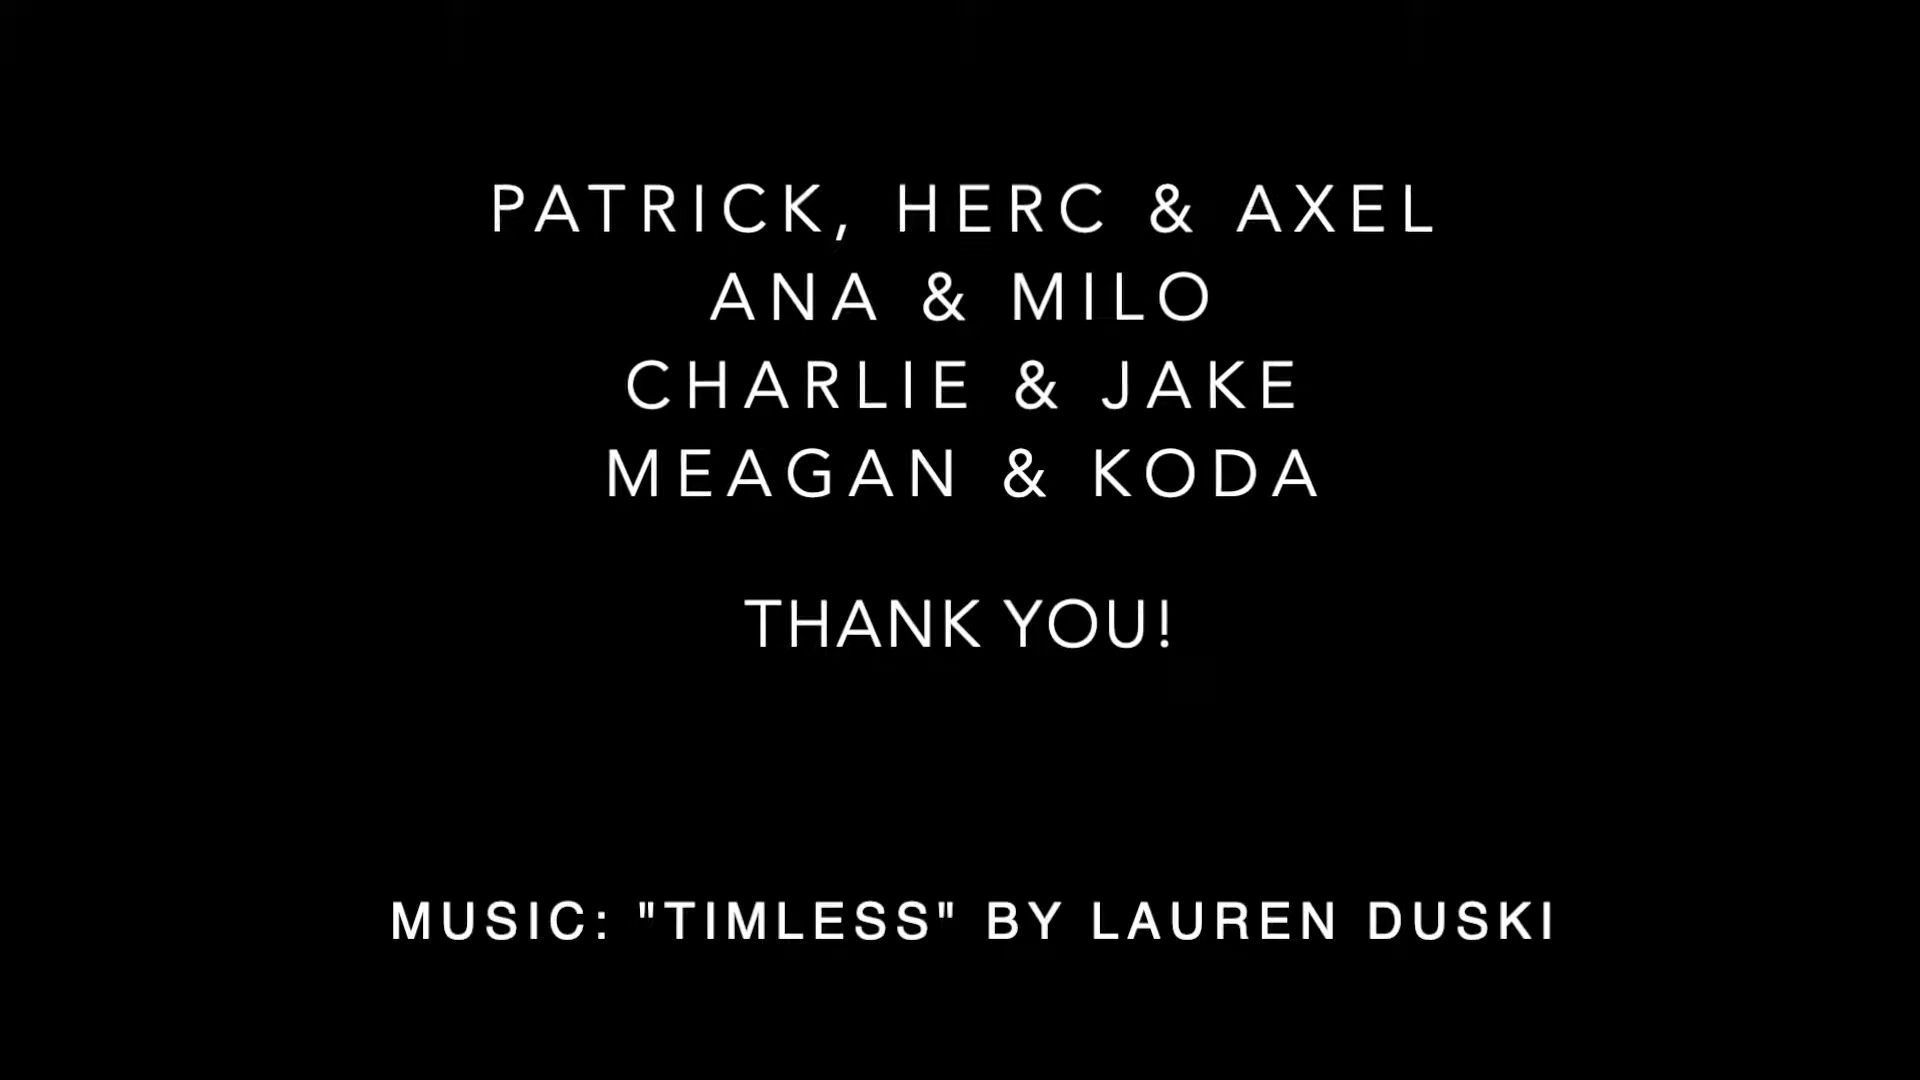 PATRICK, HERC & AXEL
ANA & MILO
CHARLIE & JAKE
MEAGAN & KODA
THANK YOU!
MUSIC: "TIMLESS" BY LAUREN DUSKI